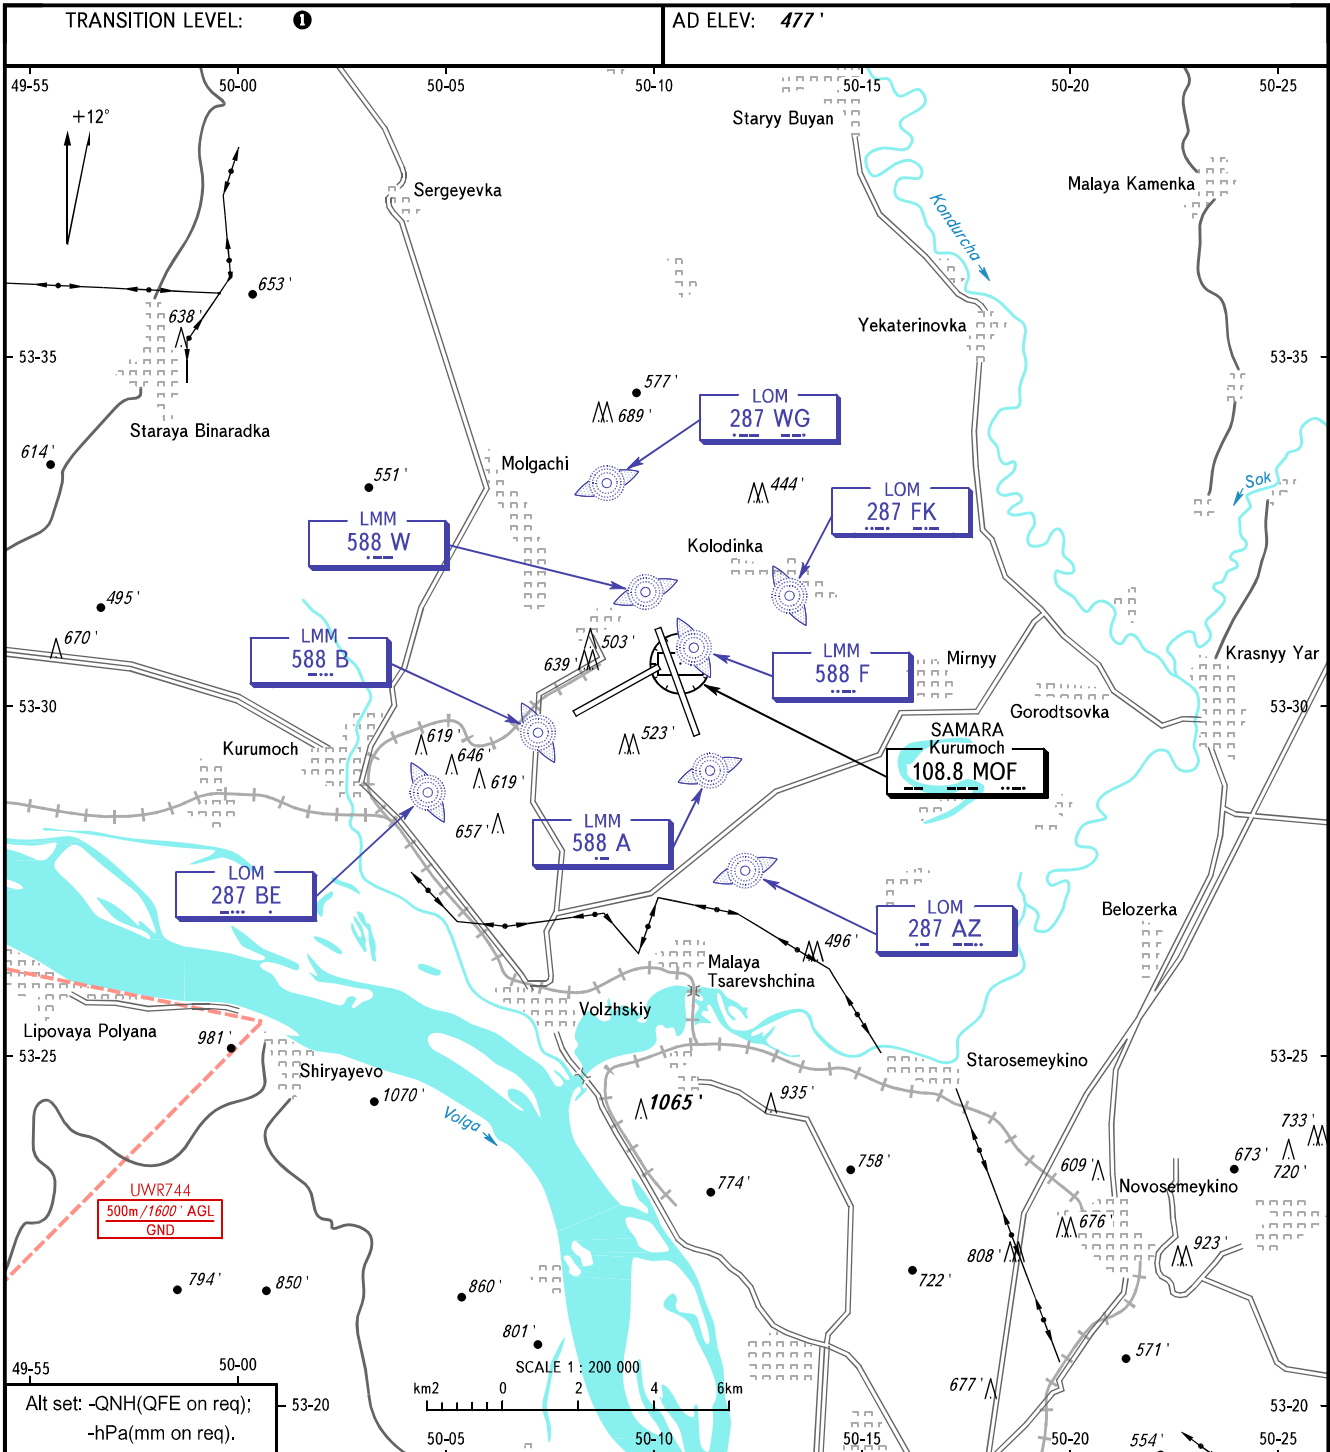 TRANSITION LEVEL: ❶
AD ELEV: 477'
49-55
50-00
50-05
50-10
50-15
50-20
50-25
+12°
Staryy Buyan
Sergeyevka
Malaya Kamenka
Kondurcha
653'
638'
Yekaterinovka
53-35
53-35
577'
689'
LOM
287 WG
Staraya Binaradka
614'
Molgachi
551'
444'
Sok
LOM
287 FK
LMM
588 W
Kolodinka
495'
670'
503'
639'
LMM
588 B
LMM
588 F
Mirnyy
Krasnyy Yar
53-30
53-30
Gorodtsovka
SAMARA
Kurumoch
108.8 MOF
Kurumoch
619'
646'
619'
523'
657'
LMM
588 A
LOM
287 BE
LOM
287 AZ
Belozerka
496'
Malaya
Tsarevshchina
Volzhskiy
Lipovaya Polyana
981'
53-25
53-25
Shiryayevo
Starosemeykino
1070'
Volga
1065'
935'
733'
720'
673'
609'
758'
774'
Novosemeykino
UWR744
500m/1600' AGL
GND
676'
808'
923'
722'
794'
850'
860'
801'
571'
49-55
50-00
SCALE 1 : 200 000
km2 0 2 4 6km
677'
Alt set: -QNH(QFE on req);
-hPa(mm on req).
53-20
53-20
50-05
50-10
50-15
50-20
554'
50-25